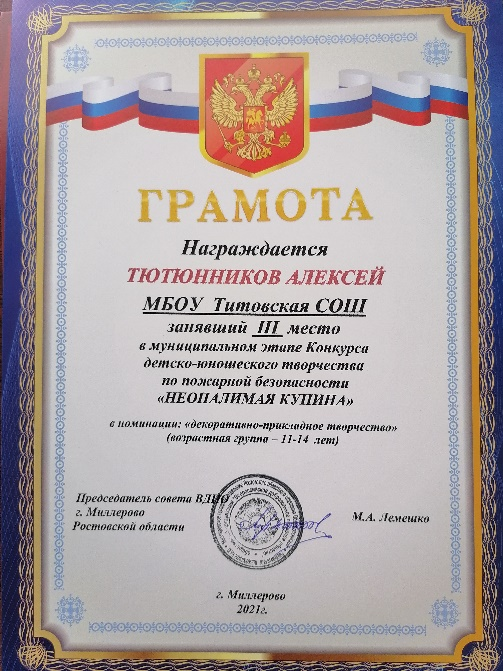 ГРАМОТА
Награждается
ТЮТЮННИКОВ АЛЕКСЕЙ
МБОУ Титовская СОШ
занявший III место
в муниципальном этапе Конкурса
детско-юношеского творчества
по пожарной безопасности
«НЕОПАЛИМАЯ КУПИНА»
в номинации: «декоративно-прикладное творчество»
(возрастная группа – 11-14 лет)
Председатель совета ВДПО
г. Миллерово
Ростовской области
М.А. Лемешко
г. Миллерово
2021г.